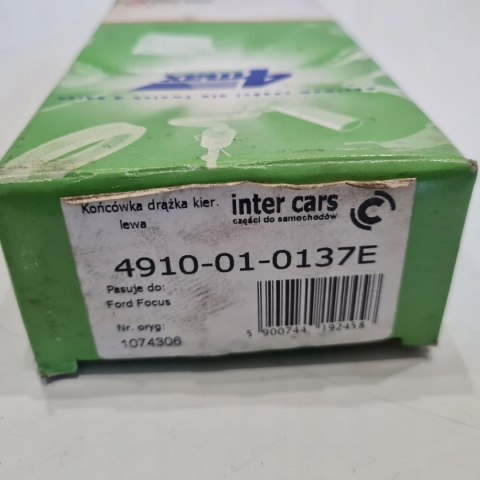 4max
Końcówka drążka kier.
lewa
inter cars
części do samochodów
4910-01-0137E
Pasuje do:
Ford Focus
Nr. oryg:
1074306
5 900744 192458